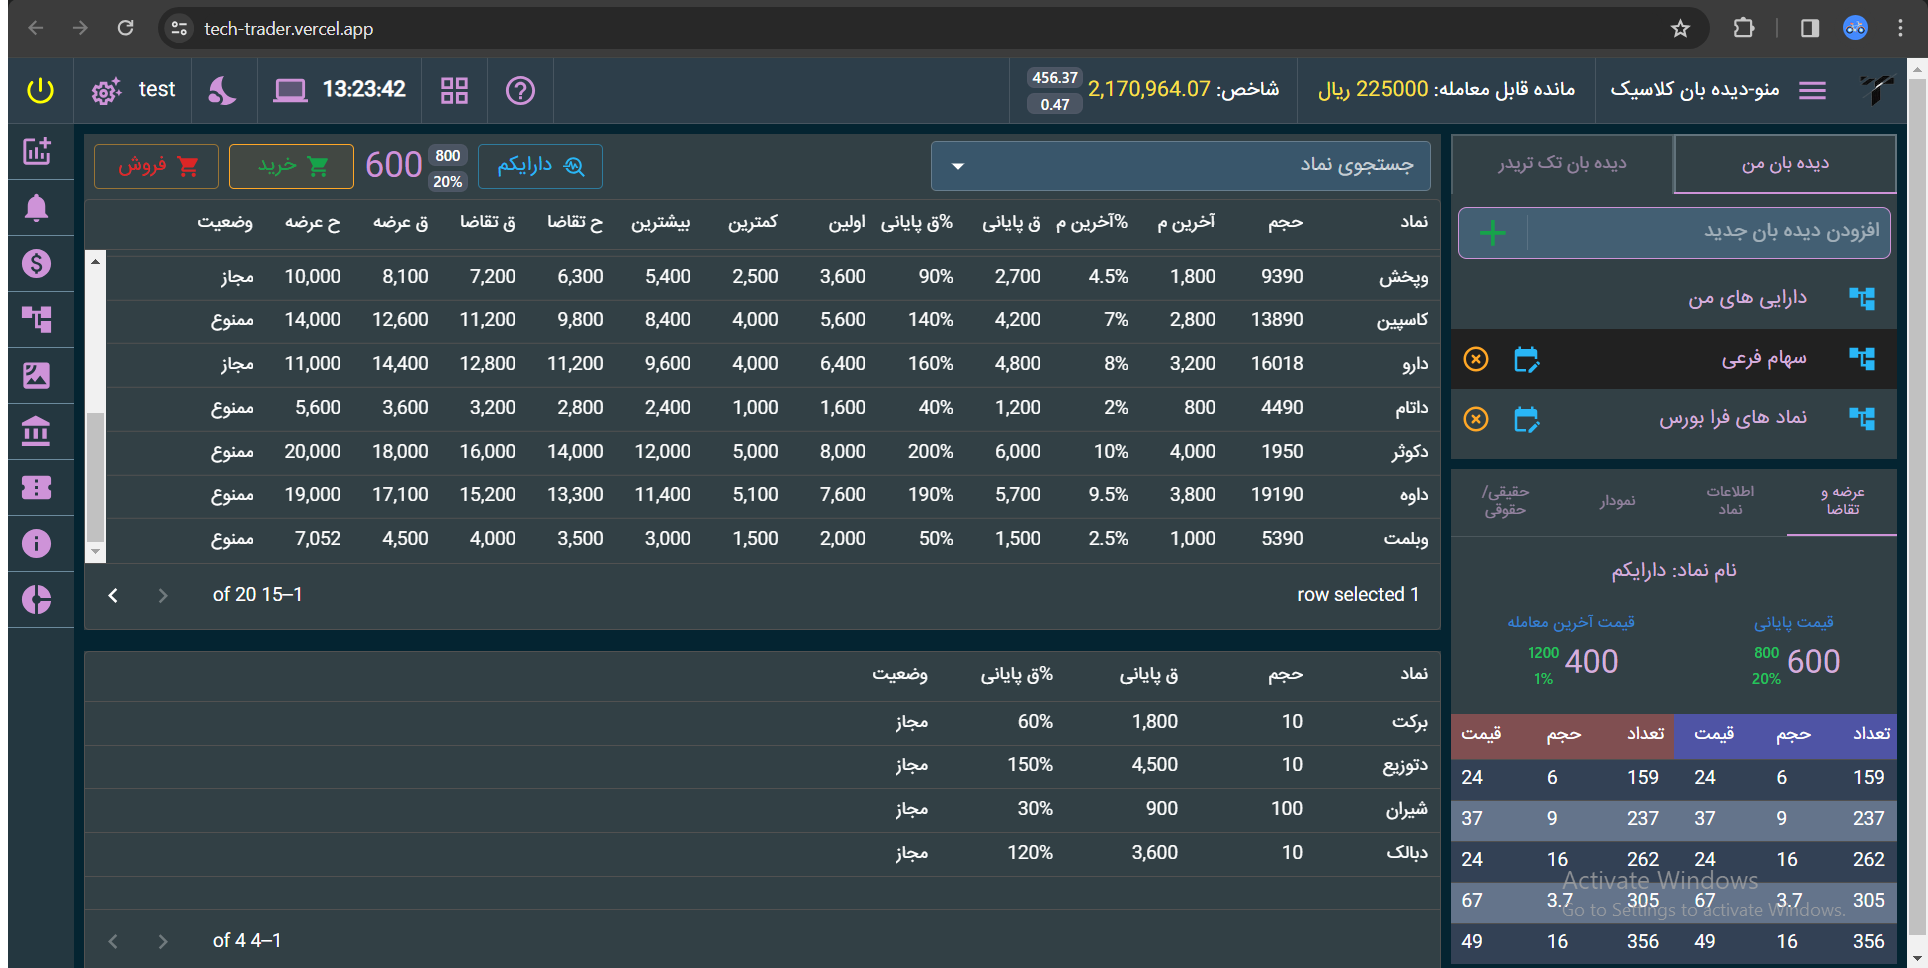 tech-trader.vercel.app
منو-دیده بان کلاسیک
مانده قابل معامله: 225000 ریال
شاخص: 2,170,964.07
456.37
0.47
13:23:42
test
دیده بان من
دیده بان تک تریدر
افزودن دیده بان جدید
دارایی های من
سهام فرعی
نماد های فرا بورس
عرضه و تقاضا
اطلاعات نماد
نمودار
حقیقی/ حقوقی
نام نماد: دارایکم
قیمت پایانی
600
800
20%
قیمت آخرین معامله
400
1200
1%
تعداد حجم قیمت تعداد حجم قیمت
159 6 24 159 6 24
237 9 37 237 9 37
262 16 24 262 16 24
305 3.7 67 305 3.7 67
356 16 49 356 16 49
جستجوی نماد
دارایکم
800
20%
600
خرید
فروش
نماد حجم آخرین م %آخرین م ق پایانی %ق پایانی اولین کمترین بیشترین ح تقاضا ق تقاضا ق عرضه ح عرضه وضعیت
وپخش 9390 1,800 4.5% 2,700 90% 3,600 2,500 5,400 6,300 7,200 8,100 10,000 مجاز
کاسپین 13890 2,800 7% 4,200 140% 5,600 4,000 8,400 9,800 11,200 12,600 14,000 ممنوع
دارو 16018 3,200 8% 4,800 160% 6,400 4,000 9,600 11,200 12,800 14,400 11,000 مجاز
داتام 4490 800 2% 1,200 40% 1,600 1,000 2,400 2,800 3,200 3,600 5,600 ممنوع
دکوثر 1950 4,000 10% 6,000 200% 8,000 5,000 12,000 14,000 16,000 18,000 20,000 ممنوع
داوه 19190 3,800 9.5% 5,700 190% 7,600 5,100 11,400 13,300 15,200 17,100 19,000 ممنوع
وبلمت 5390 1,000 2.5% 1,500 50% 2,000 1,500 3,000 3,500 4,000 4,500 7,052 ممنوع
row selected 1
of 20 15–1
نماد حجم ق پایانی %ق پایانی وضعیت
برکت 10 1,800 60% مجاز
دتوزیع 10 4,500 150% مجاز
شیران 100 900 30% مجاز
دبالک 10 3,600 120% مجاز
of 4 4–1
Activate Windows
Go to Settings to activate Windows.